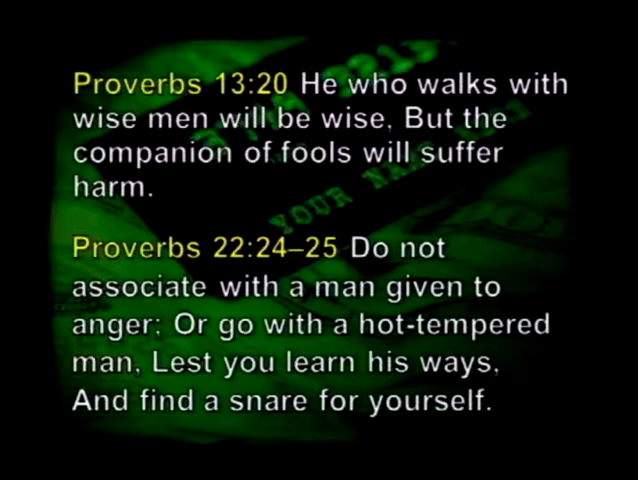 Proverbs 13:20 He who walks with
wise men will be wise, But the
companion of fools will suffer
harm.
Proverbs 22:24–25 Do not
associate with a man given to
anger; Or go with a hot-tempered
man, Lest you learn his ways,
And find a snare for yourself.
YOUR